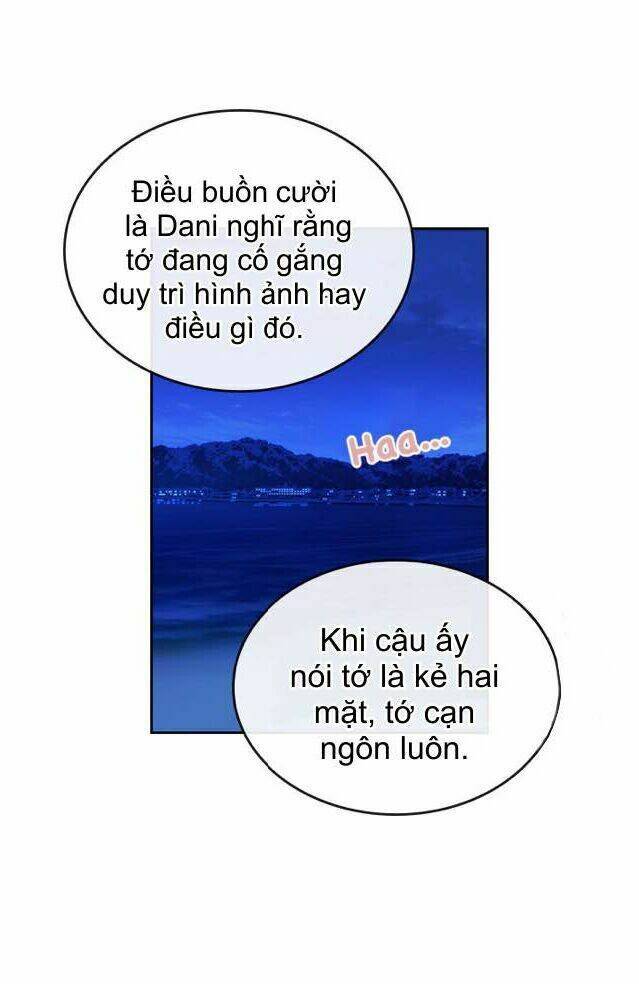 Điều buồn cười
là Dani nghĩ rằng
tớ đang cố gắng
duy trì hình ảnh hay
điều gì đó.
Haa...
Khi cậu ấy
nói tớ là kẻ hai
mặt, tớ cạn
ngôn luôn.